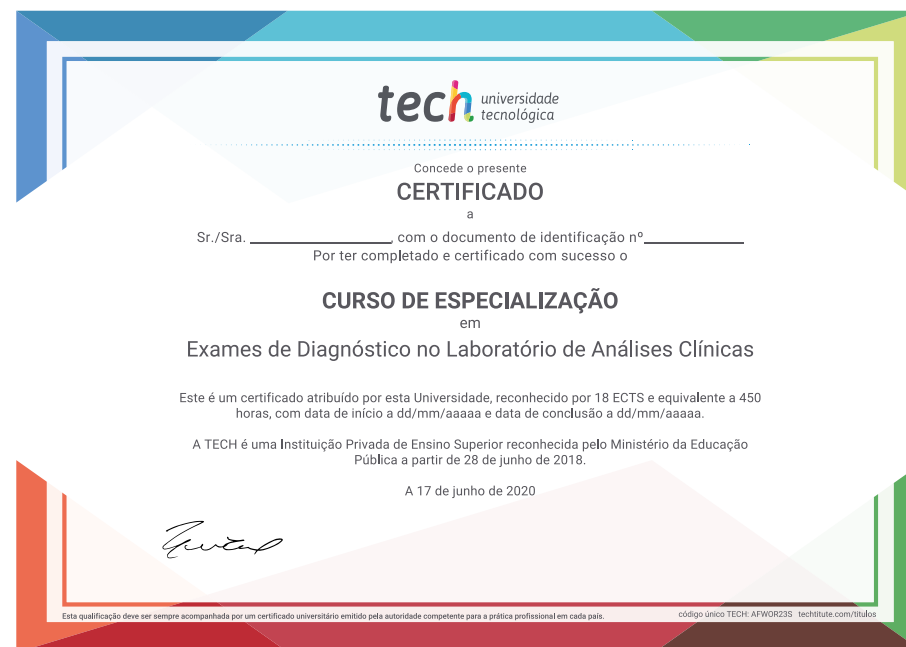 tech universidade
tecnológica
Concede o presente
CERTIFICADO
a
Sr./Sra. ____________, com o documento de identificação nº____________
Por ter completado e certificado com sucesso o
CURSO DE ESPECIALIZAÇÃO
em
Exames de Diagnóstico no Laboratório de Análises Clínicas
Este é um certificado atribuído por esta Universidade, reconhecido por 18 ECTS e equivalente a 450
horas, com data de início a dd/mm/aaaaa e data de conclusão a dd/mm/aaaaa.
A TECH é uma Instituição Privada de Ensino Superior reconhecida pelo Ministério da Educação
Pública a partir de 28 de junho de 2018.
A 17 de junho de 2020
Esta qualificação deve ser sempre acompanhada por um certificado universitário emitido pela autoridade competente para a prática profissional em cada país.
código único TECH: AFWOR23S techtitute.com/titulos